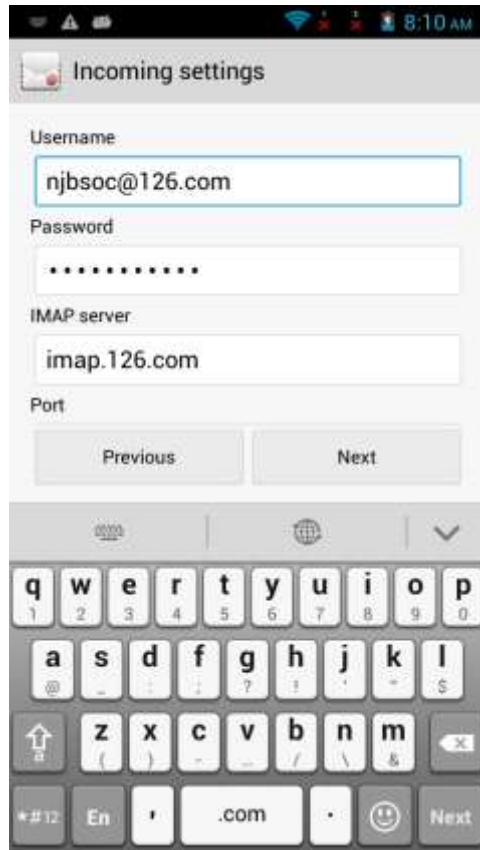 8:10 AM
Incoming settings
Username
njbsoc@126.com
Password
•••••••••••
IMAP server
imap.126.com
Port
Previous Next
q w e r t y u i o p
1 2 3 4 5 6 7 8 9 0
a s d f g h j k l
@ _ : ; ? ! ' " $
z x c v b n m
( ) - … / \ &
a
*#12 En , .com . Next